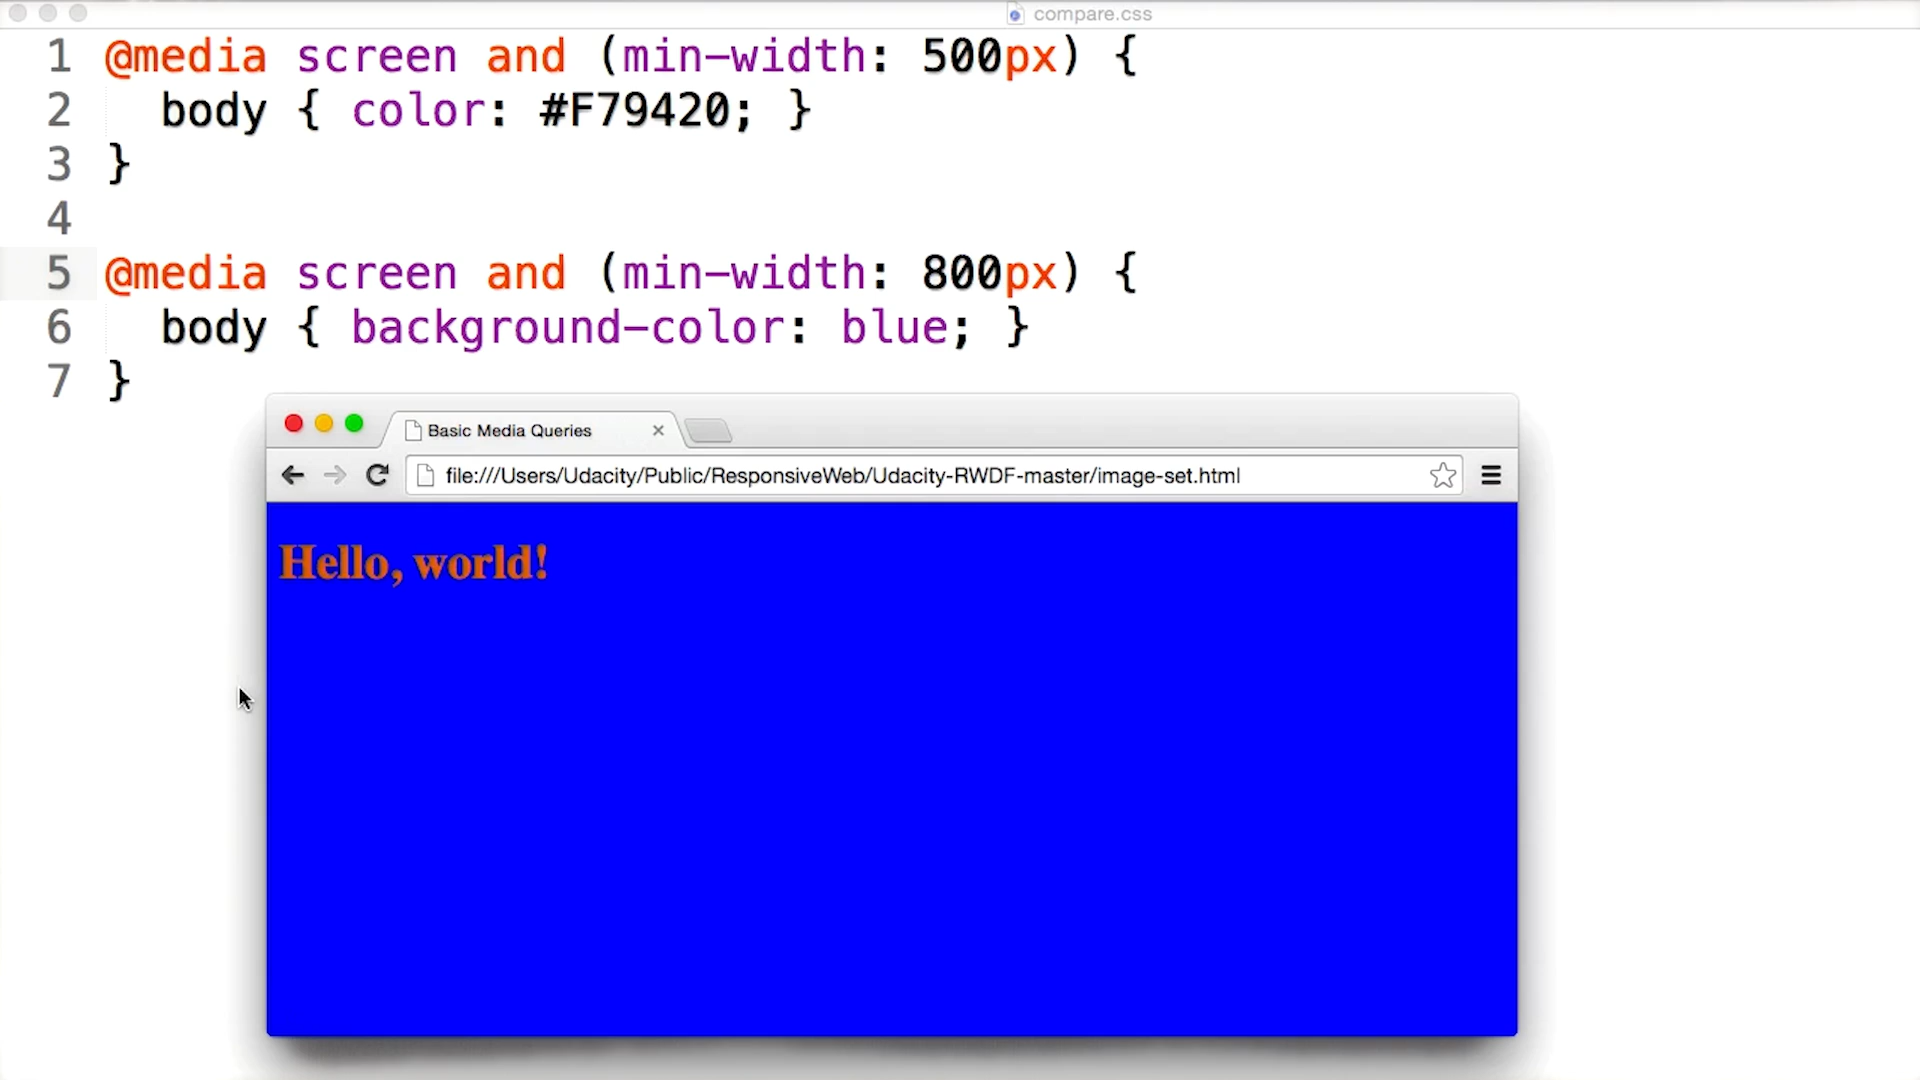 compare.css
1 @media screen and (min-width: 500px) {
2 body { color: #F79420; }
3 }
4
5 @media screen and (min-width: 800px) {
6 body { background-color: blue; }
7 }
Basic Media Queries
file:///Users/Udacity/Public/ResponsiveWeb/Udacity-RWDF-master/image-set.html
Hello, world!